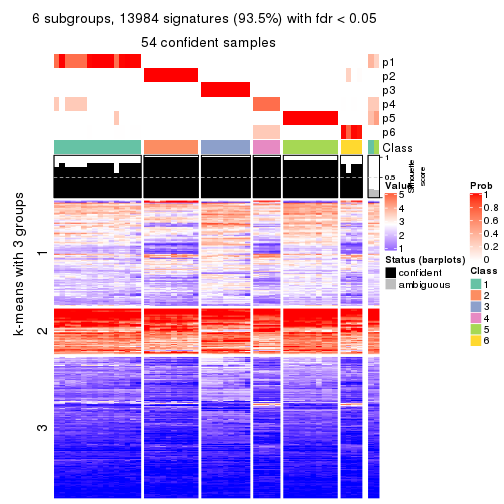 6 subgroups, 13984 signatures (93.5%) with fdr < 0.05
54 confident samples
p1
p2
p3
p4
p5
p6
Class
1
0.5
0
Silhouette
score
k-means with 3 groups
1
2
3
Value
5
4
3
2
1
Status (barplots)
confident
ambiguous
Prob
1
0.8
0.6
0.4
0.2
0
Class
1
2
3
4
5
6